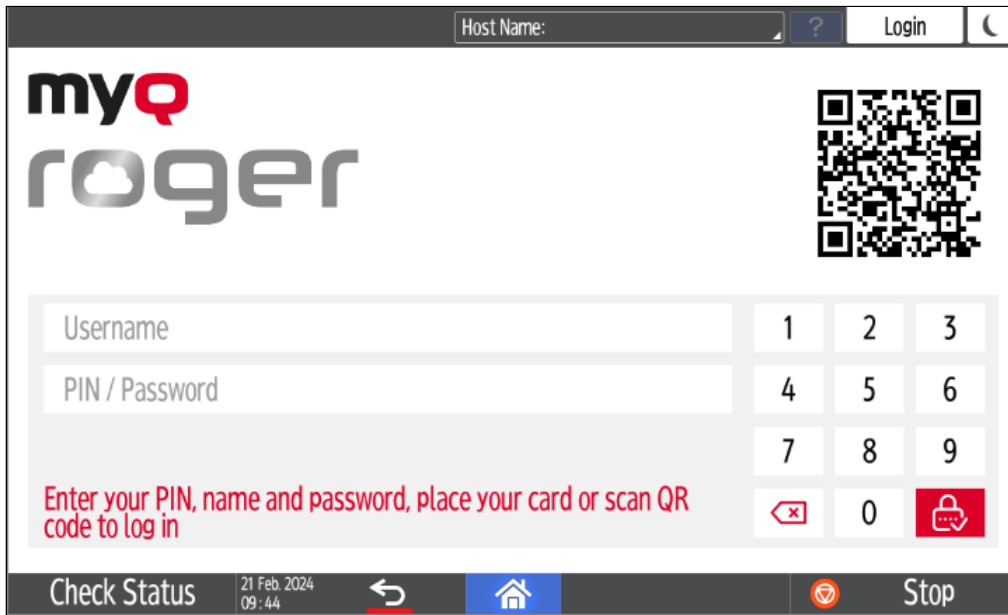 Host Name:
?
Login
myQ
roger
Username
PIN / Password
1 2 3
4 5 6
7 8 9
0
Enter your PIN, name and password, place your card or scan QR
code to log in
Check Status
21 Feb. 2024
09:44
Stop